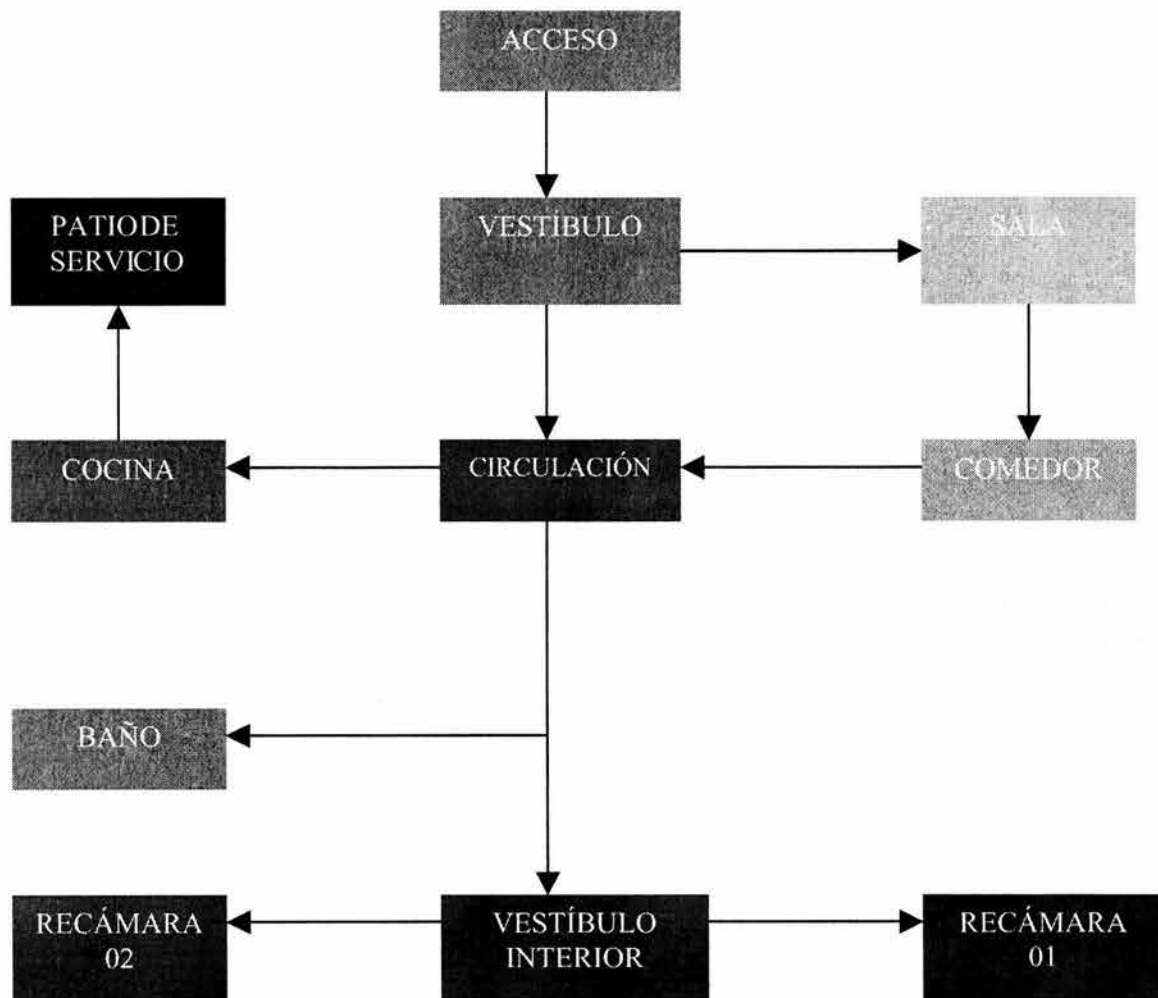 ACCESO
PATIODE
SERVICIO
VESTÍBULO
SALA
COCINA
CIRCULACIÓN
COMEDOR
BAÑO
RECÁMARA
02
VESTÍBULO
INTERIOR
RECÁMARA
01